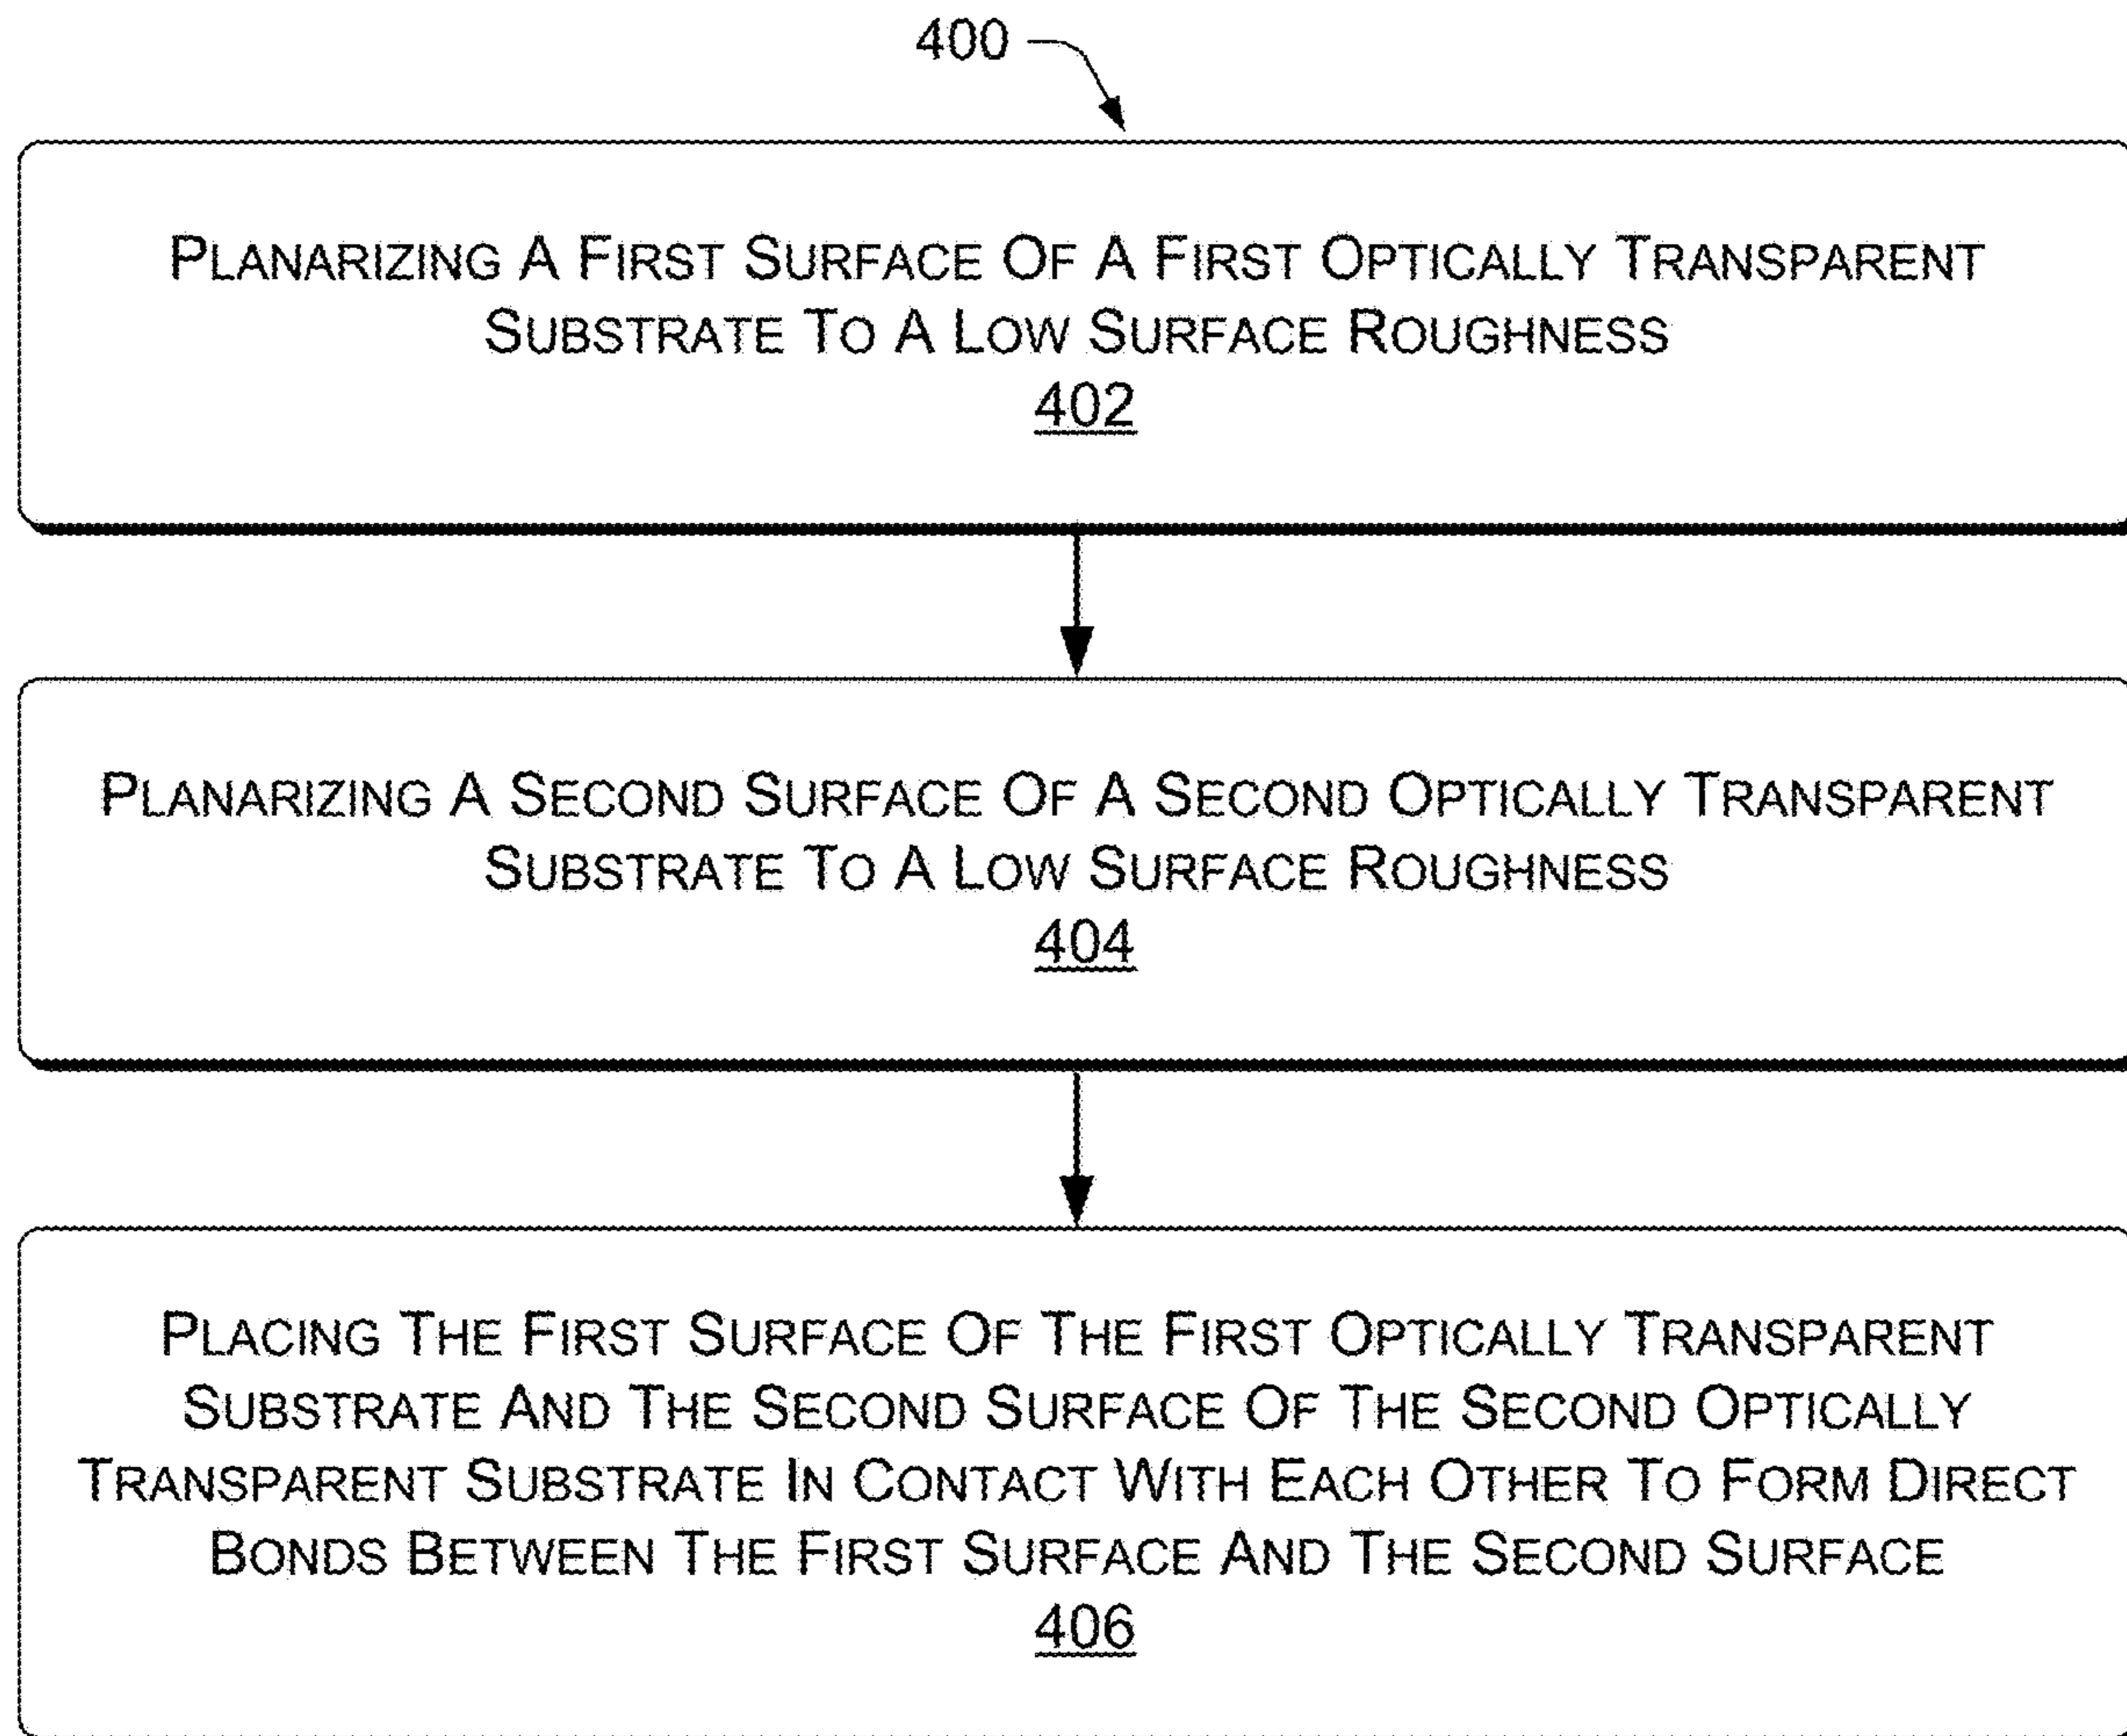 400
PLANARIZING A FIRST SURFACE OF A FIRST OPTICALLY TRANSPARENT
SUBSTRATE TO A LOW SURFACE ROUGHNESS
402
PLANARIZING A SECOND SURFACE OF A SECOND OPTICALLY TRANSPARENT
SUBSTRATE TO A LOW SURFACE ROUGHNESS
404
PLACING THE FIRST SURFACE OF THE FIRST OPTICALLY TRANSPARENT
SUBSTRATE AND THE SECOND SURFACE OF THE SECOND OPTICALLY
TRANSPARENT SUBSTRATE IN CONTACT WITH EACH OTHER TO FORM DIRECT
BONDS BETWEEN THE FIRST SURFACE AND THE SECOND SURFACE
406